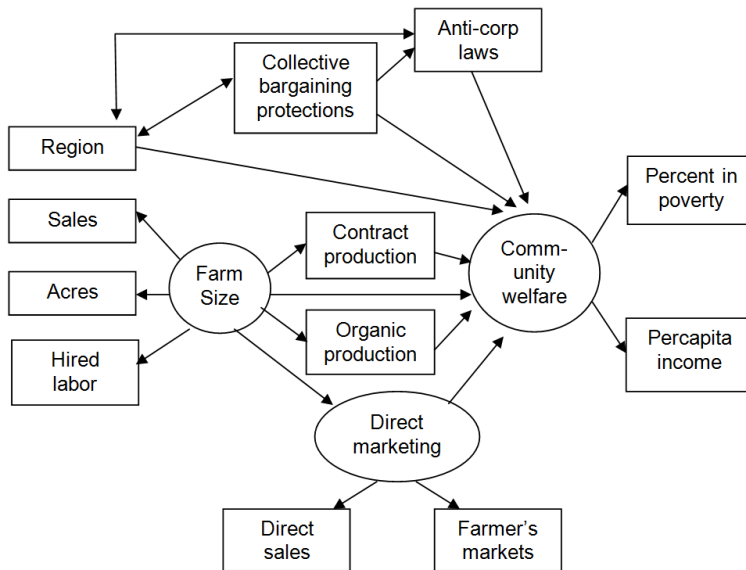 Anti-corp
laws
Collective
bargaining
protections
Region
Percent in
poverty
Sales
Contract
production
Comm-
unity
welfare
Farm
Size
Acres
Organic
production
Percapita
income
Hired
labor
Direct
marketing
Direct
sales
Farmer's
markets